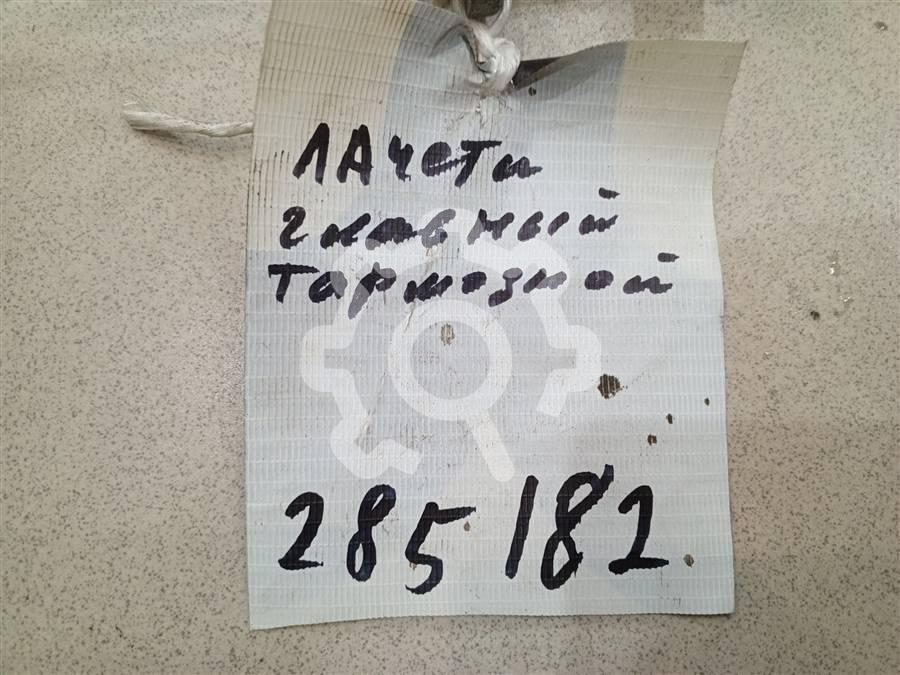 ЛАчети
главный
тормозной
285182